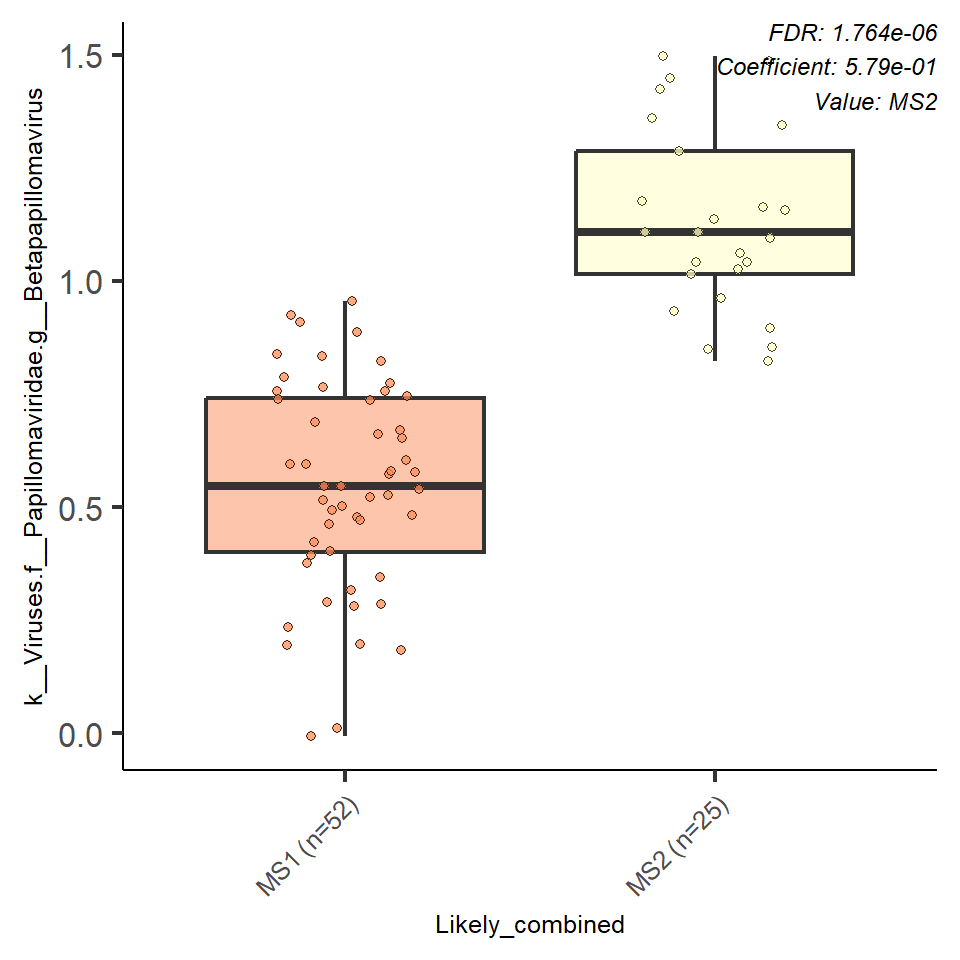 FDR: 1.764e-06
Coefficient: 5.79e-01
Value: MS2
k__Viruses.f__Papillomaviridae.g__Betapapillomavirus
1.5
1.0
0.5
0.0
MS1 (n=52)
MS2 (n=25)
Likely_combined